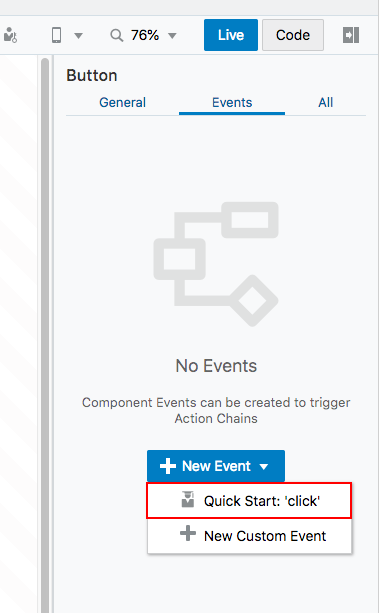 76%
Live
Code
Button
General
Events
All
No Events
Component Events can be created to trigger
Action Chains
New Event
Quick Start: 'click'
New Custom Event